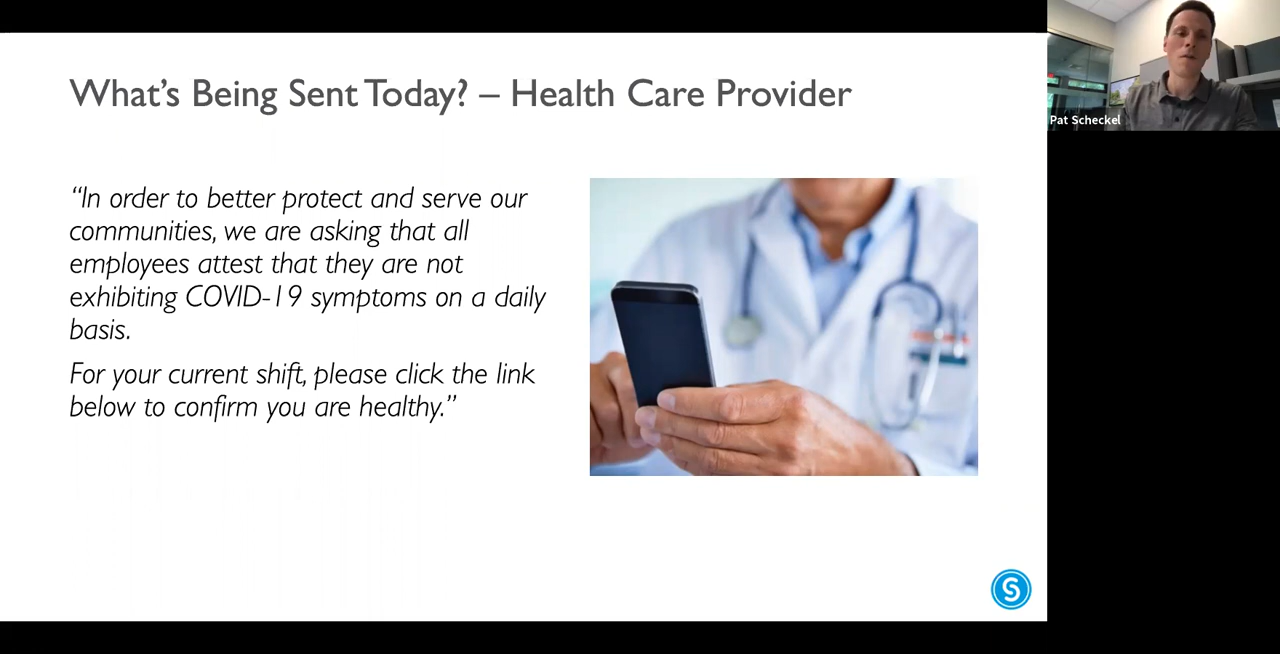 What's Being Sent Today? – Health Care Provider
Pat Scheckel
“In order to better protect and serve our
communities, we are asking that all
employees attest that they are not
exhibiting COVID-19 symptoms on a daily
basis.
For your current shift, please click the link
below to confirm you are healthy.”
S